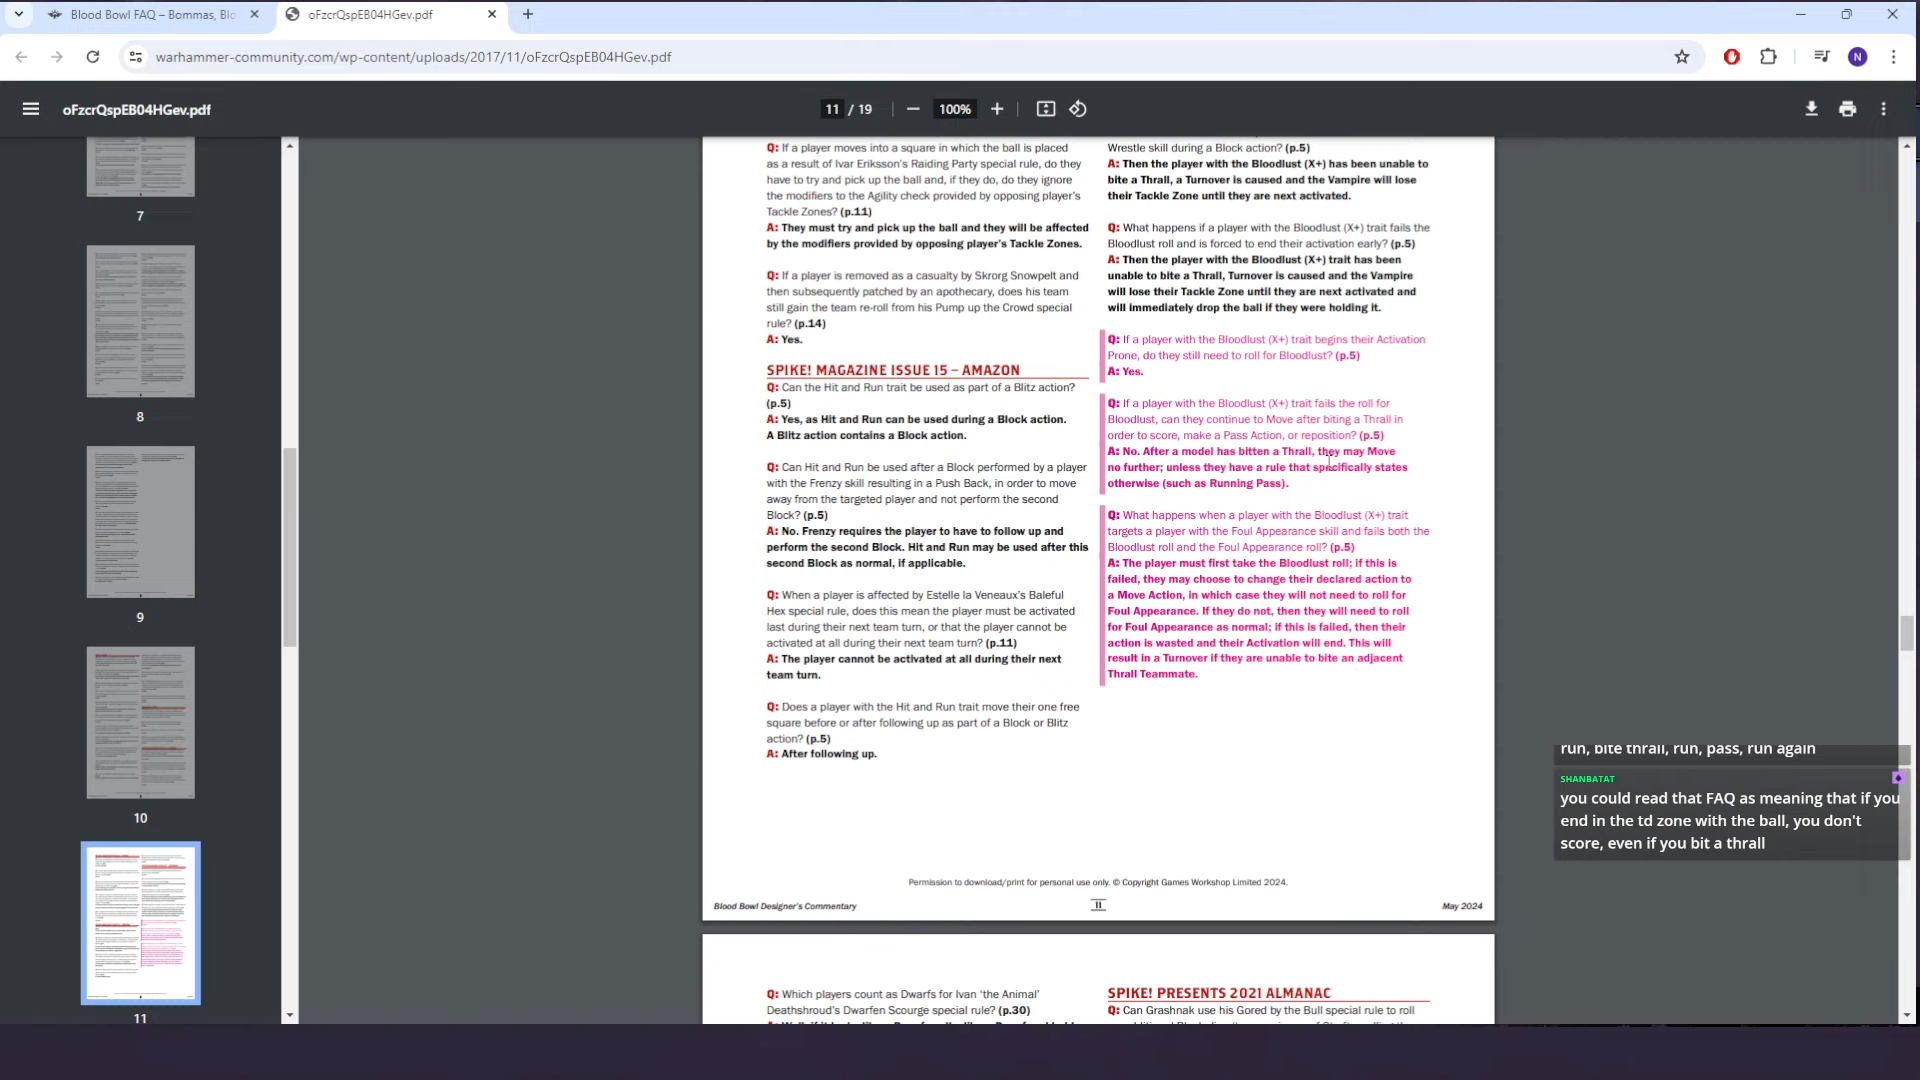 Blood Bowl FAQ – Bommas, Blo
oFzcrQspEB04HGev.pdf
warhammer-community.com/wp-content/uploads/2017/11/oFzcrQspEB04HGev.pdf
N
oFzcrQspEB04HGev.pdf
11 / 19
100%
7
8
9
10
11
Q: If a player moves into a square in which the ball is placed
as a result of Ivar Eriksson's Raiding Party special rule, do they
have to try and pick up the ball and, if they do, do they ignore
the modifiers to the Agility check provided by opposing player's
Tackle Zones? (p.11)
A: They must try and pick up the ball and they will be affected
by the modifiers provided by opposing player's Tackle Zones.
Q: If a player is removed as a casualty by Skrorg Snowpelt and
then subsequently patched by an apothecary, does his team
still gain the team re-roll from his Pump up the Crowd special
rule? (p.14)
A: Yes.
SPIKE! MAGAZINE ISSUE 15 – AMAZON
Q: Can the Hit and Run trait be used as part of a Blitz action?
(p.5)
A: Yes, as Hit and Run can be used during a Block action.
A Blitz action contains a Block action.
Q: Can Hit and Run be used after a Block performed by a player
with the Frenzy skill resulting in a Push Back, in order to move
away from the targeted player and not perform the second
Block? (p.5)
A: No. Frenzy requires the player to have to follow up and
perform the second Block. Hit and Run may be used after this
second Block as normal, if applicable.
Q: When a player is affected by Estelle la Veneaux's Baleful
Hex special rule, does this mean the player must be activated
last during their next team turn, or that the player cannot be
activated at all during their next team turn? (p.11)
A: The player cannot be activated at all during their next
team turn.
Q: Does a player with the Hit and Run trait move their one free
square before or after following up as part of a Block or Blitz
action? (p.5)
A: After following up.
Wrestle skill during a Block action? (p.5)
A: Then the player with the Bloodlust (X+) has been unable to
bite a Thrall, a Turnover is caused and the Vampire will lose
their Tackle Zone until they are next activated.
Q: What happens if a player with the Bloodlust (X+) trait fails the
Bloodlust roll and is forced to end their activation early? (p.5)
A: Then the player with the Bloodlust (X+) trait has been
unable to bite a Thrall, Turnover is caused and the Vampire
will lose their Tackle Zone until they are next activated and
will immediately drop the ball if they were holding it.
Q: If a player with the Bloodlust (X+) trait begins their Activation
Prone, do they still need to roll for Bloodlust? (p.5)
A: Yes.
Q: If a player with the Bloodlust (X+) trait fails the roll for
Bloodlust, can they continue to Move after biting a Thrall in
order to score, make a Pass Action, or reposition? (p.5)
A: No. After a model has bitten a Thrall, they may Move
no further; unless they have a rule that specifically states
otherwise (such as Running Pass).
Q: What happens when a player with the Bloodlust (X+) trait
targets a player with the Foul Appearance skill and fails both the
Bloodlust roll and the Foul Appearance roll? (p.5)
A: The player must first take the Bloodlust roll; if this is
failed, they may choose to change their declared action to
a Move Action, in which case they will not need to roll for
Foul Appearance. If they do not, then they will need to roll
for Foul Appearance as normal; if this is failed, then their
action is wasted and their Activation will end. This will
result in a Turnover if they are unable to bite an adjacent
Thrall Teammate.
Permission to download/print for personal use only. © Copyright Games Workshop Limited 2024.
Blood Bowl Designer's Commentary
11
May 2024
Q: Which players count as Dwarfs for Ivan 'the Animal'
Deathshroud's Dwarfen Scourge special rule? (p.30)
SPIKE! PRESENTS 2021 ALMANAC
Q: Can Grashnak use his Gored by the Bull special rule to roll
run, bite thrall, run, pass, run again
SHANBATAT
you could read that FAQ as meaning that if you
end in the td zone with the ball, you don't
score, even if you bit a thrall